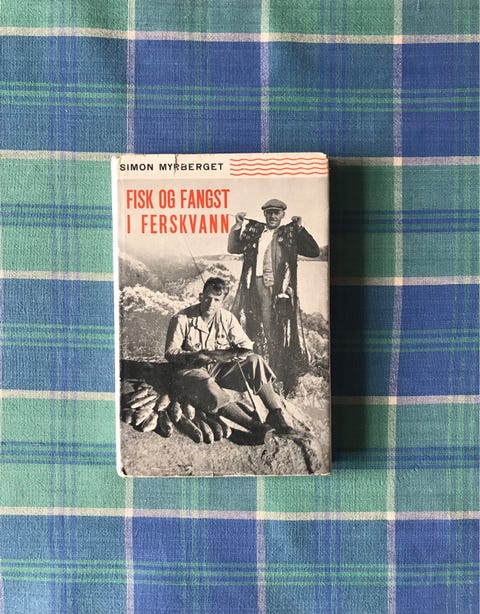 SIMON MYRBERGET
FISK OG FANGST
I FERSKVANN